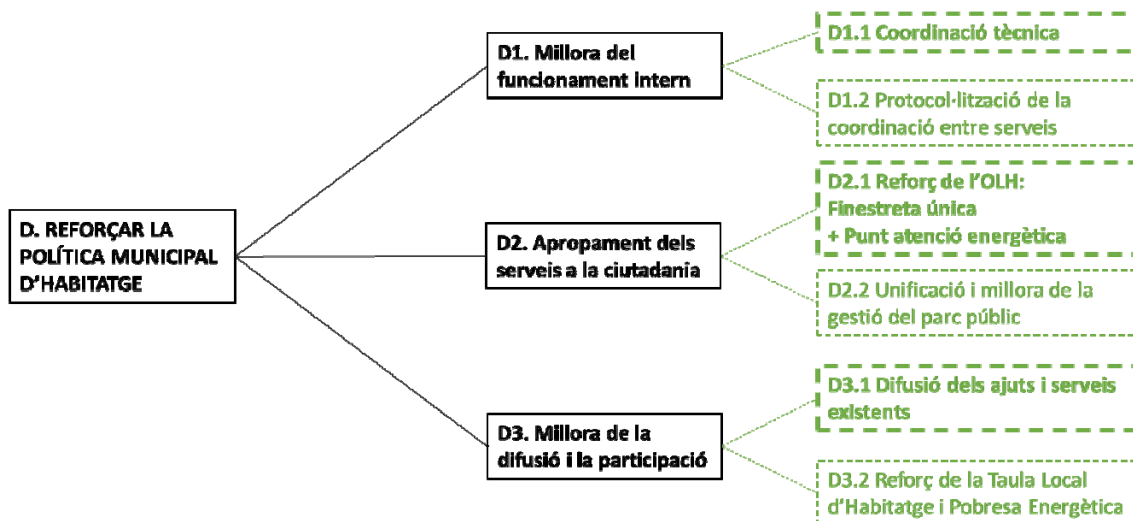 D. REFORÇAR LA
POLÍTICA MUNICIPAL
D'HABITATGE
D1. Millora del
funcionament intern
D1.1 Coordinació tècnica
D1.2 Protocol·lització de la
coordinació entre serveis
D2. Apropament dels
serveis a la ciutadania
D2.1 Reforç de l'OLH:
Finestreta única
+ Punt atenció energètica
D2.2 Unificació i millora de la
gestió del parc públic
D3. Millora de la
difusió i la participació
D3.1 Difusió dels ajuts i serveis
existents
D3.2 Reforç de la Taula Local
d'Habitatge i Pobresa Energètica